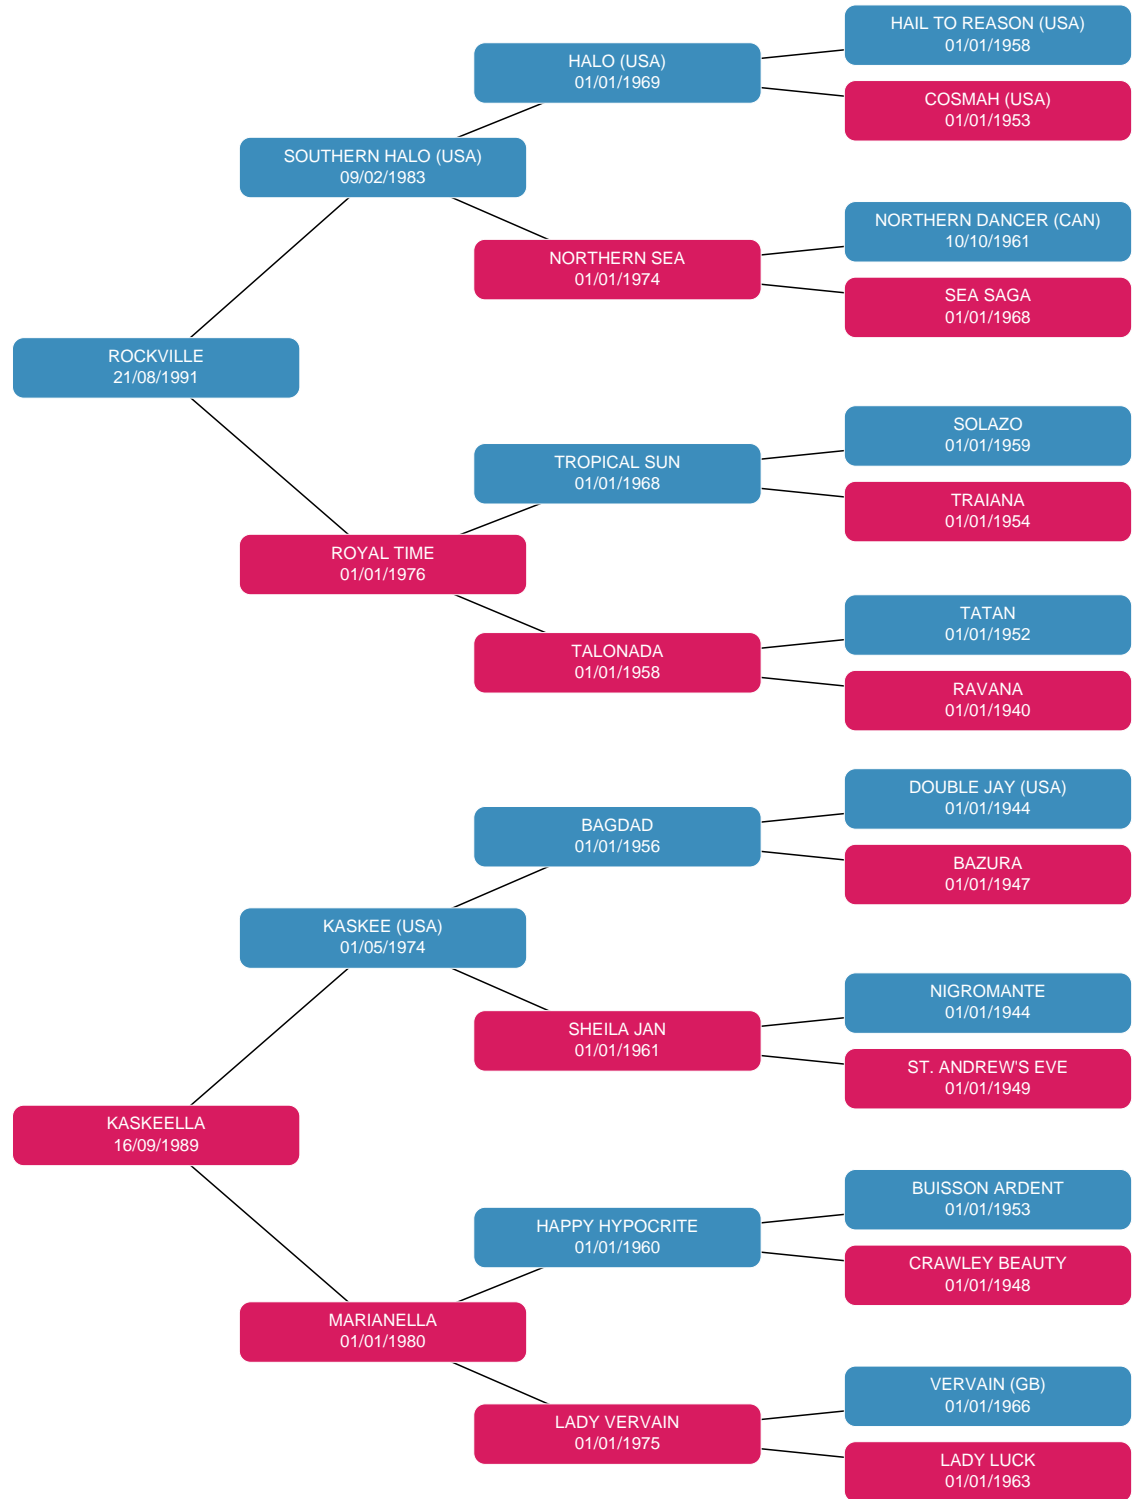 HAIL TO REASON (USA)
01/01/1958
HALO (USA)
01/01/1969
COSMAH (USA)
01/01/1953
SOUTHERN HALO (USA)
09/02/1983
NORTHERN DANCER (CAN)
10/10/1961
NORTHERN SEA
01/01/1974
SEA SAGA
01/01/1968
ROCKVILLE
21/08/1991
SOLAZO
01/01/1959
TROPICAL SUN
01/01/1968
TRAIANA
01/01/1954
ROYAL TIME
01/01/1976
TATAN
01/01/1952
TALONADA
01/01/1958
RAVANA
01/01/1940
DOUBLE JAY (USA)
01/01/1944
BAGDAD
01/01/1956
BAZURA
01/01/1947
KASKEE (USA)
01/05/1974
NIGROMANTE
01/01/1944
SHEILA JAN
01/01/1961
ST. ANDREW'S EVE
01/01/1949
KASKEELLA
16/09/1989
BUISSON ARDENT
01/01/1953
HAPPY HYPOCRITE
01/01/1960
CRAWLEY BEAUTY
01/01/1948
MARIANELLA
01/01/1980
VERVAIN (GB)
01/01/1966
LADY VERVAIN
01/01/1975
LADY LUCK
01/01/1963